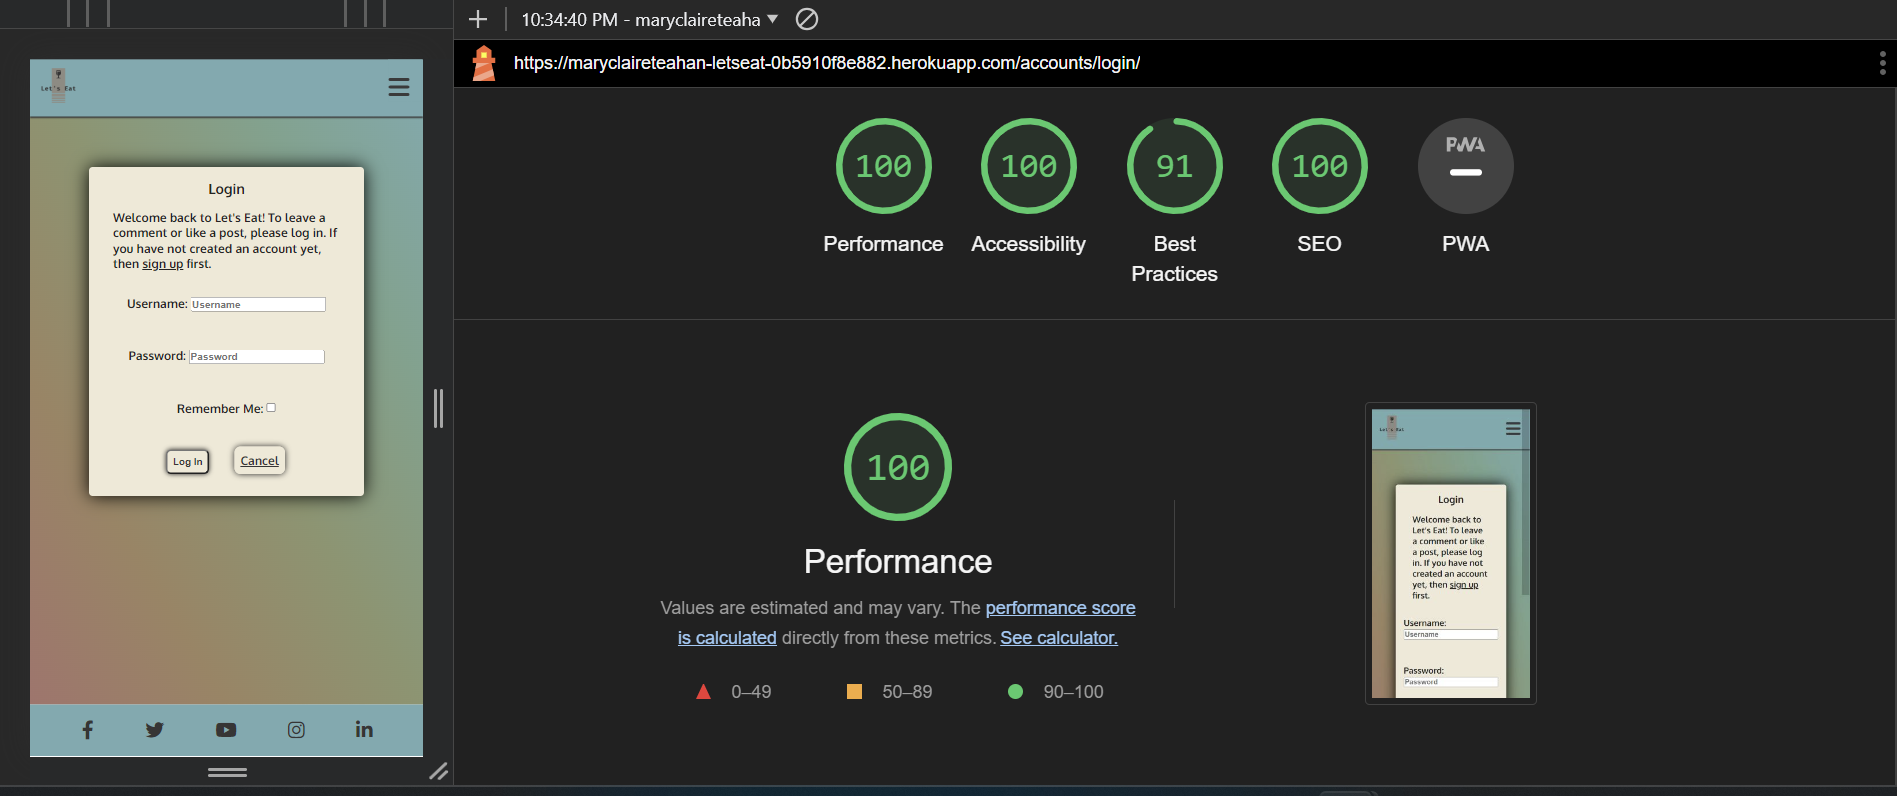 10:34:40 PM - maryclaireteaha
https://maryclaireteahan-letseat-0b5910f8e882.herokuapp.com/accounts/login/
Let's Eat
Login
Welcome back to Let's Eat! To leave a
comment or like a post, please log in. If
you have not created an account yet,
then sign up first.
Username: Username
Password: Password
Remember Me:
Log In Cancel
100 100 91 100 PWA
Performance Accessibility Best SEO PWA
Practices
100
Performance
Values are estimated and may vary. The performance score
is calculated directly from these metrics. See calculator.
0–49 50–89 90–100
Let's Eat
Login
Welcome back to
Let's Eat! To leave
a comment or like
a post, please log
in. If you have not
created an account
yet, then sign up
first.
Username:
Username
Password:
Password